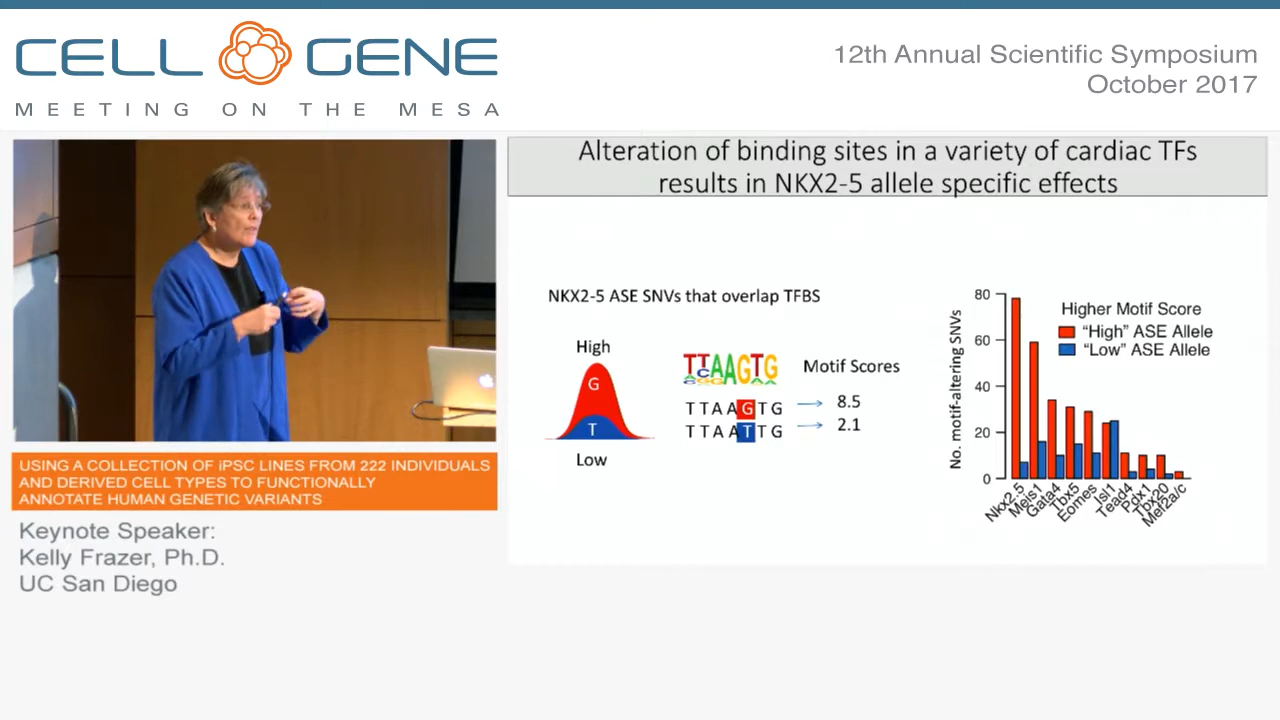 CELL GENE
MEETING ON THE MESA
12th Annual Scientific Symposium
October 2017
Alteration of binding sites in a variety of cardiac TFs
results in NKX2-5 allele specific effects
NKX2-5 ASE SNVs that overlap TFBS
High
G
T
Low
TTAAGTG
Motif Scores
TTAAGTG
8.5
TTAATTG
2.1
No. motif-altering SNVs
80
60
40
20
0
Higher Motif Score
"High" ASE Allele
"Low" ASE Allele
Nkx2.5
Meis1
Gata4
Tbx5
Eomes
Isl1
Tead4
Pdx1
Tbx20
Mef2a/c
USING A COLLECTION OF iPSC LINES FROM 222 INDIVIDUALS
AND DERIVED CELL TYPES TO FUNCTIONALLY
ANNOTATE HUMAN GENETIC VARIANTS
Keynote Speaker:
Kelly Frazer, Ph.D.
UC San Diego